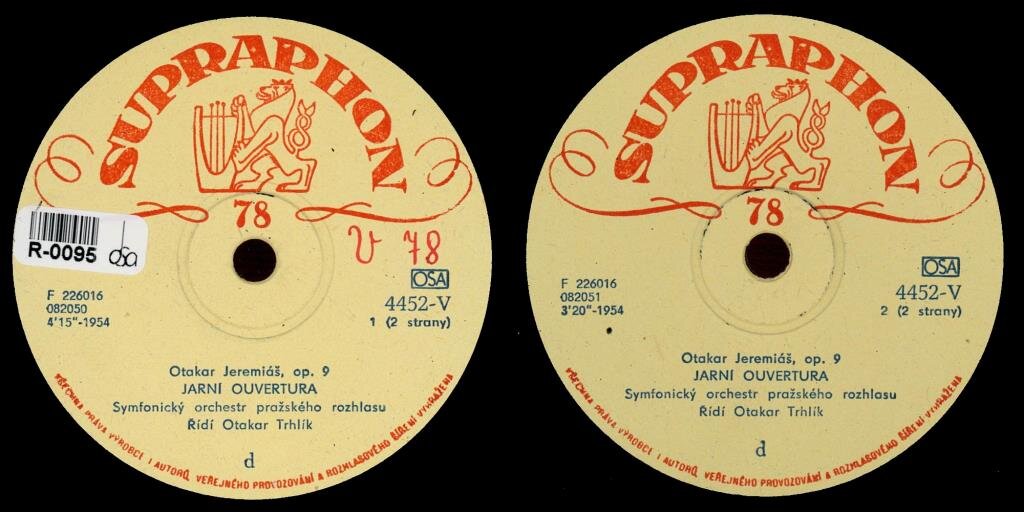 SUPRAPHON
78
R-0095 osa
V 78
OSA
F 226016
082050
4'15"-1954
4452-V
1 (2 strany)
Otakar Jeremiáš, op. 9
JARNÍ OUVERTURA
Symfonický orchestr pražského rozhlasu
Řídí Otakar Trhlík
d
VŠECHNA PRÁVA VÝROBCE I AUTORŮ VEŘEJNÉHO PROVOZOVÁNÍ A ROZHLASOVÉHO ŠÍŘENÍ VYHRAŽENA
SUPRAPHON
78
OSA
F 226016
082051
3'20"-1954
4452-V
2 (2 strany)
Otakar Jeremiáš, op. 9
JARNÍ OUVERTURA
Symfonický orchestr pražského rozhlasu
Řídí Otakar Trhlík
d
VŠECHNA PRÁVA VÝROBCE I AUTORŮ VEŘEJNÉHO PROVOZOVÁNÍ A ROZHLASOVÉHO ŠÍŘENÍ VYHRAŽENA